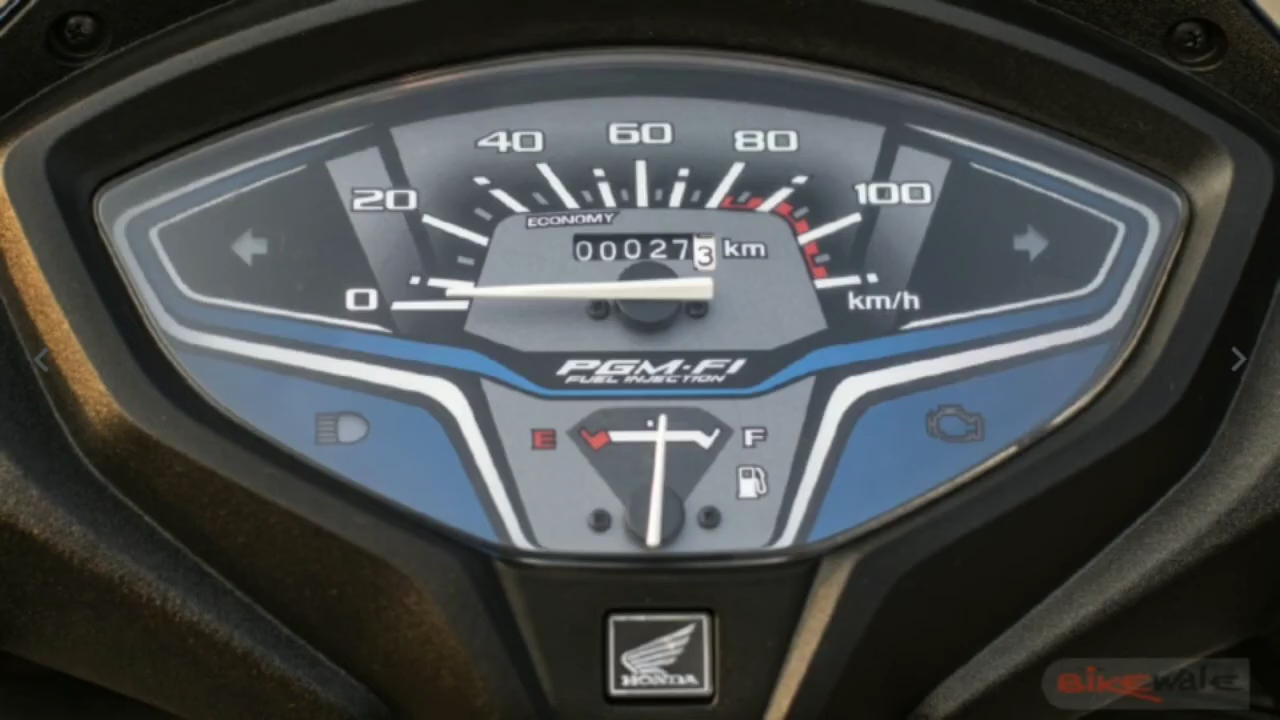 40 60 80
20 100
ECONOMY
000273 km
0 km/h
PGM-FI
FUEL INJECTION
E F
HONDA
BikeWale